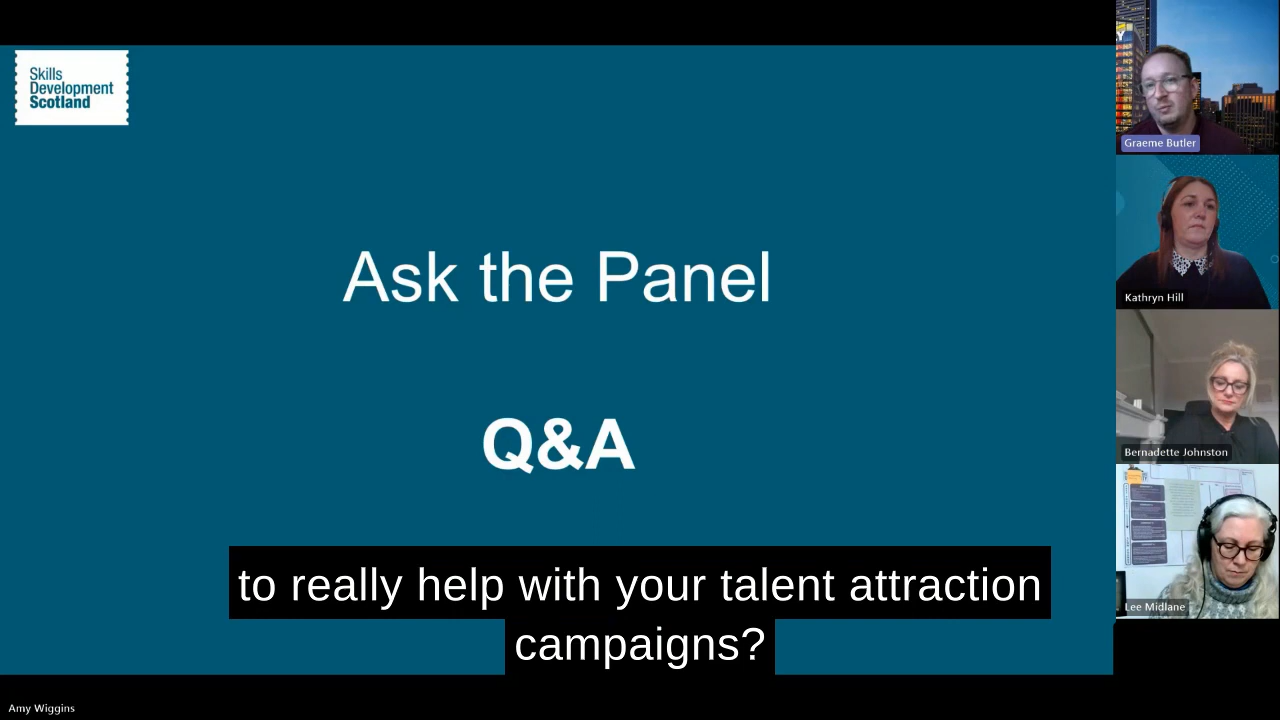 Skills
Development
Scotland
Ask the Panel
Q&A
to really help with your talent attraction
campaigns?
Graeme Butler
Kathryn Hill
Bernadette Johnston
Lee Midlane
Amy Wiggins